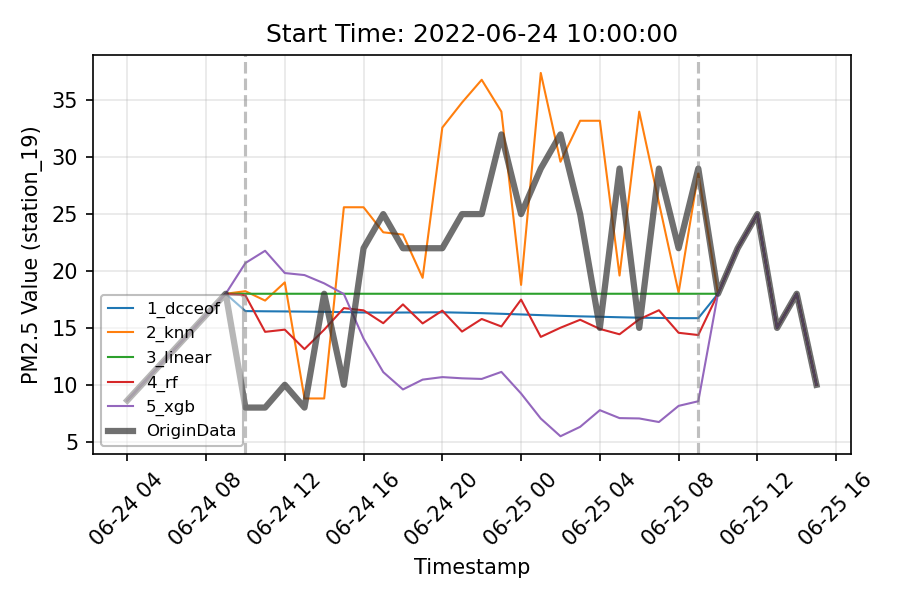 Start Time: 2022-06-24 10:00:00
PM2.5 Value (station_19)
35
30
25
20
15
10
5
1_dcceof
2_knn
3_linear
4_rf
5_xgb
OriginData
06-24 04
06-24 08
06-24 12
06-24 16
06-24 20
06-25 00
06-25 04
06-25 08
06-25 12
06-25 16
Timestamp